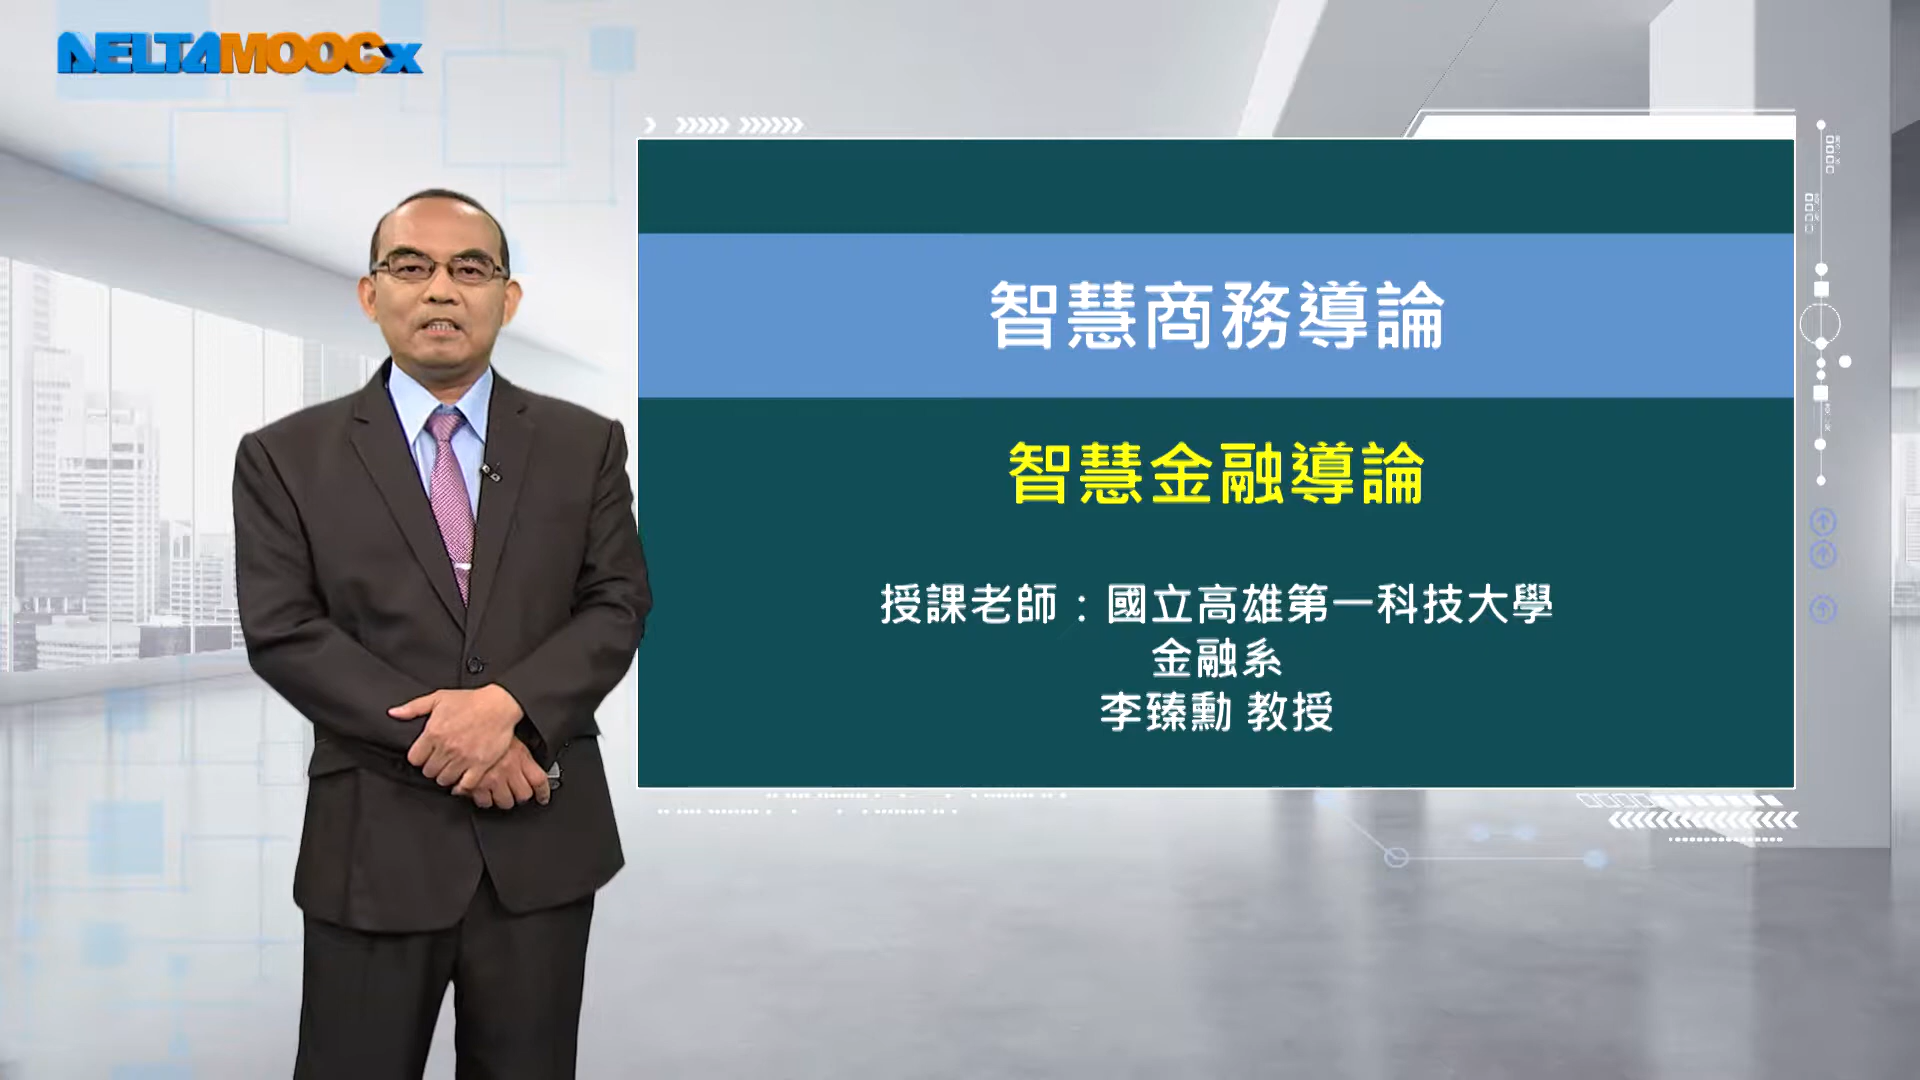 DELTAMOOCx
智慧商務導論
智慧金融導論
授課老師：國立高雄第一科技大學
金融系
李臻勳 教授